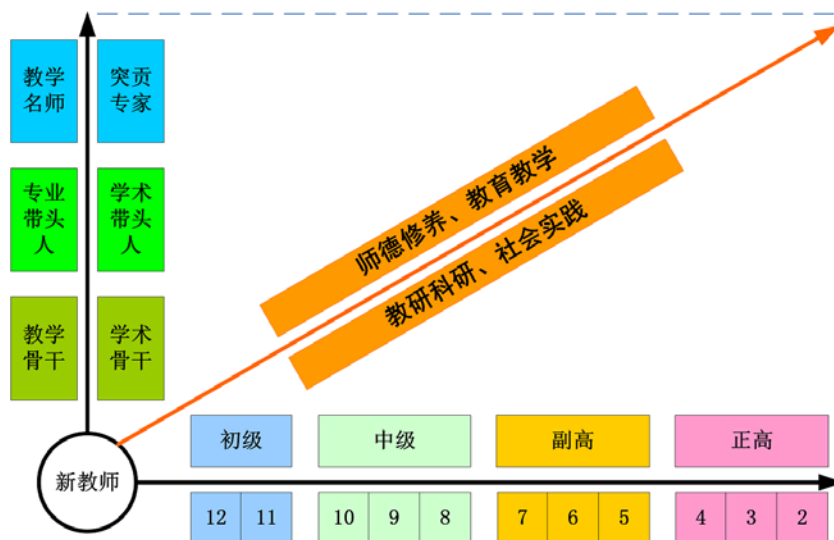 教学
名师
突贡
专家
专业
带头
人
学术
带头
人
教学
骨干
学术
骨干
师德修养、教育教学
教研科研、社会实践
新教师
初级
中级
副高
正高
12 11 10 9 8 7 6 5 4 3 2